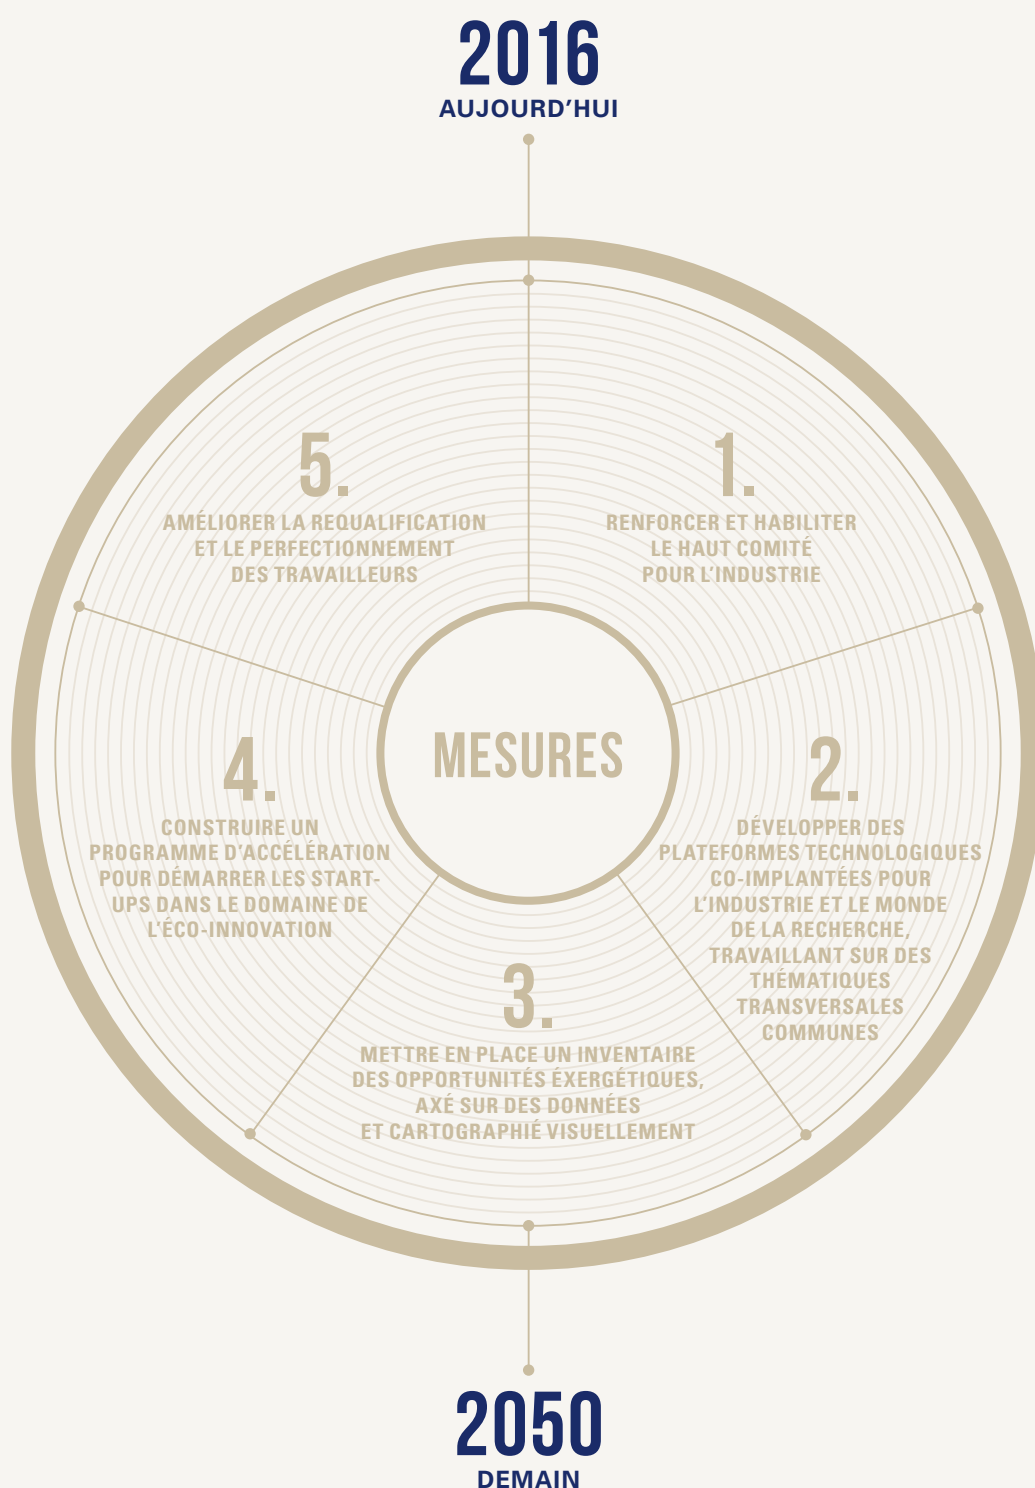 2016
AUJOURD'HUI
1.
RENFORCER ET HABILITER
LE HAUT COMITÉ
POUR L'INDUSTRIE
2.
DÉVELOPPER DES
PLATEFORMES TECHNOLOGIQUES
CO-IMPLANTÉES POUR
L'INDUSTRIE ET LE MONDE
DE LA RECHERCHE,
TRAVAILLANT SUR DES
THÉMATIQUES
TRANSVERSALES
COMMUNES
3.
METTRE EN PLACE UN INVENTAIRE
DES OPPORTUNITÉS ÉXERGÉTIQUES,
AXÉ SUR DES DONNÉES
ET CARTOGRAPHIÉ VISUELLEMENT
4.
CONSTRUIRE UN
PROGRAMME D'ACCÉLÉRATION
POUR DÉMARRER LES START-
UPS DANS LE DOMAINE DE
L'ÉCO-INNOVATION
5.
AMÉLIORER LA REQUALIFICATION
ET LE PERFECTIONNEMENT
DES TRAVAILLEURS
MESURES
2050
DEMAIN